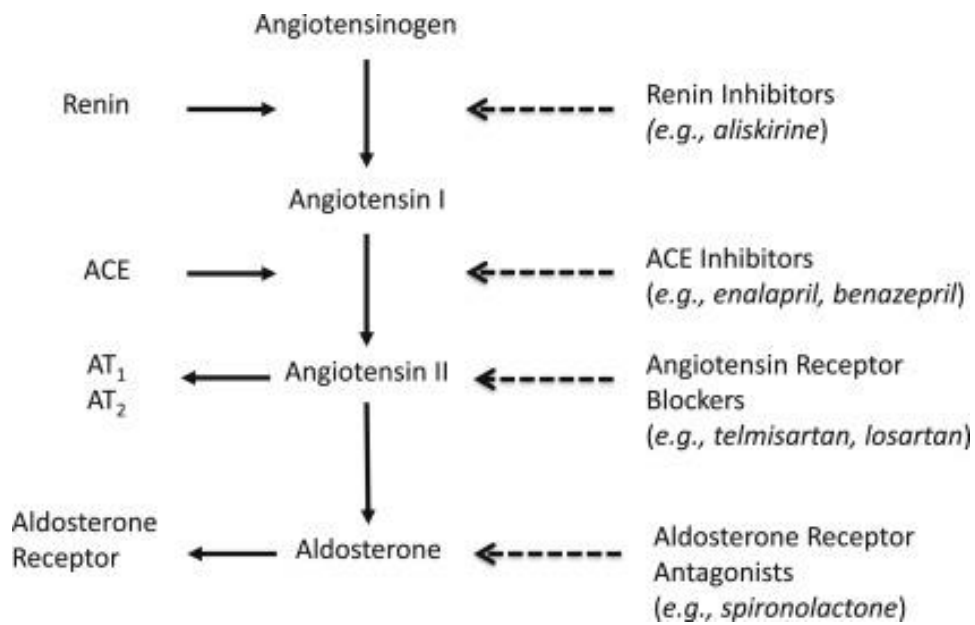 Angiotensinogen
Renin
Renin Inhibitors
(e.g., aliskirine)
Angiotensin I
ACE
ACE Inhibitors
(e.g., enalapril, benazepril)
AT₁
AT₂
Angiotensin II
Angiotensin Receptor
Blockers
(e.g., telmisartan, losartan)
Aldosterone
Receptor
Aldosterone
Aldosterone Receptor
Antagonists
(e.g., spironolactone)